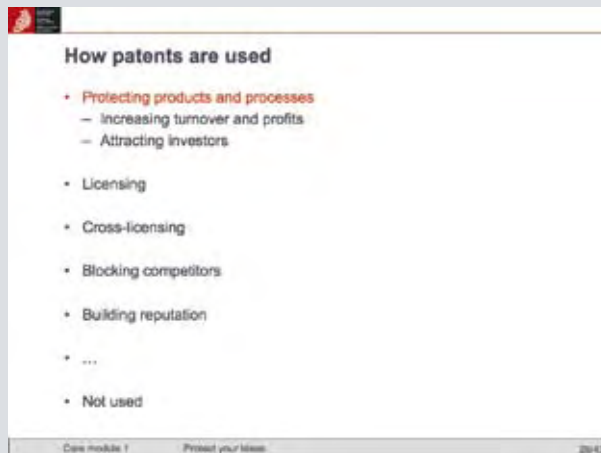 How patents are used
• Protecting products and processes
– Increasing turnover and profits
– Attracting investors
• Licensing
• Cross-licensing
• Blocking competitors
• Building reputation
• ...
• Not used
Core module 1 Protect your ideas